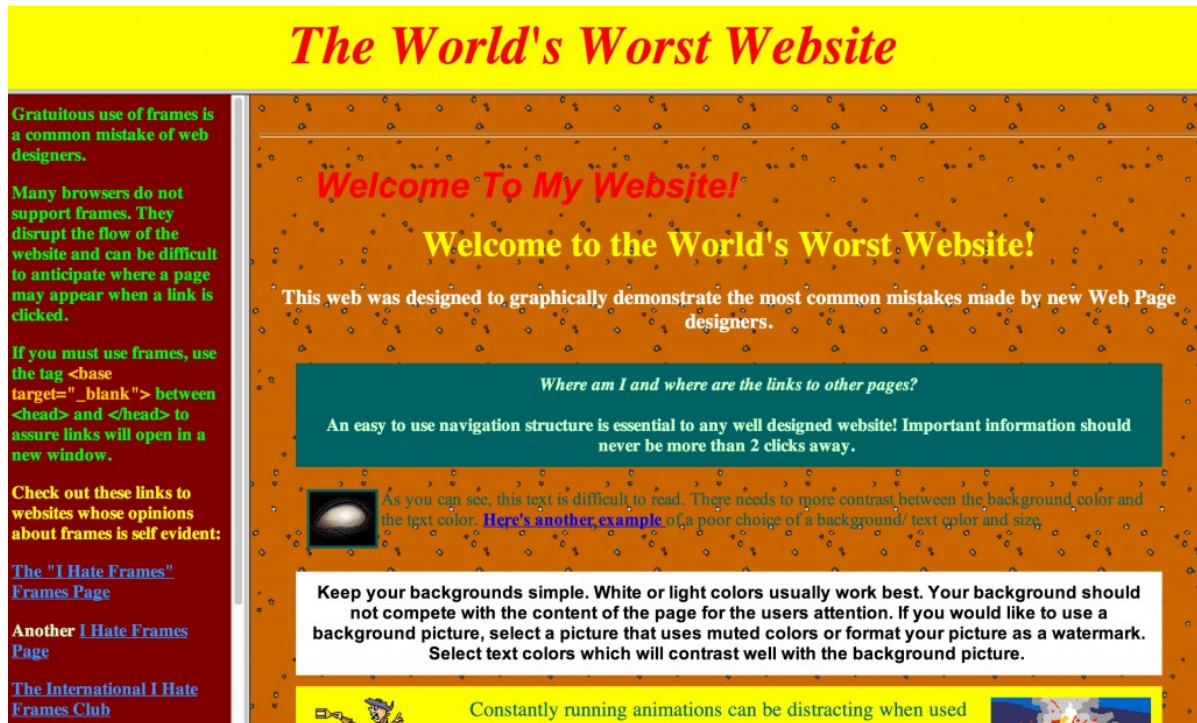 The World's Worst Website
Gratuitous use of frames is
a common mistake of web
designers.
Many browsers do not
support frames. They
disrupt the flow of the
website and can be difficult
to anticipate where a page
may appear when a link is
clicked.
If you must use frames, use
the tag <base
target="_blank"> between
<head> and </head> to
assure links will open in a
new window.
Check out these links to
websites whose opinions
about frames is self evident:
The "I Hate Frames"
Frames Page
Another I Hate Frames
Page
The International I Hate
Frames Club
Welcome To My Website!
Welcome to the World's Worst Website!
This web was designed to graphically demonstrate the most common mistakes made by new Web Page
designers.
Where am I and where are the links to other pages?
An easy to use navigation structure is essential to any well designed website! Important information should
never be more than 2 clicks away.
As you can see, this text is difficult to read. There needs to more contrast between the background color and
the text color. Here's another example of a poor choice of a background/ text color and size.
Keep your backgrounds simple. White or light colors usually work best. Your background should
not compete with the content of the page for the users attention. If you would like to use a
background picture, select a picture that uses muted colors or format your picture as a watermark.
Select text colors which will contrast well with the background picture.
Constantly running animations can be distracting when used